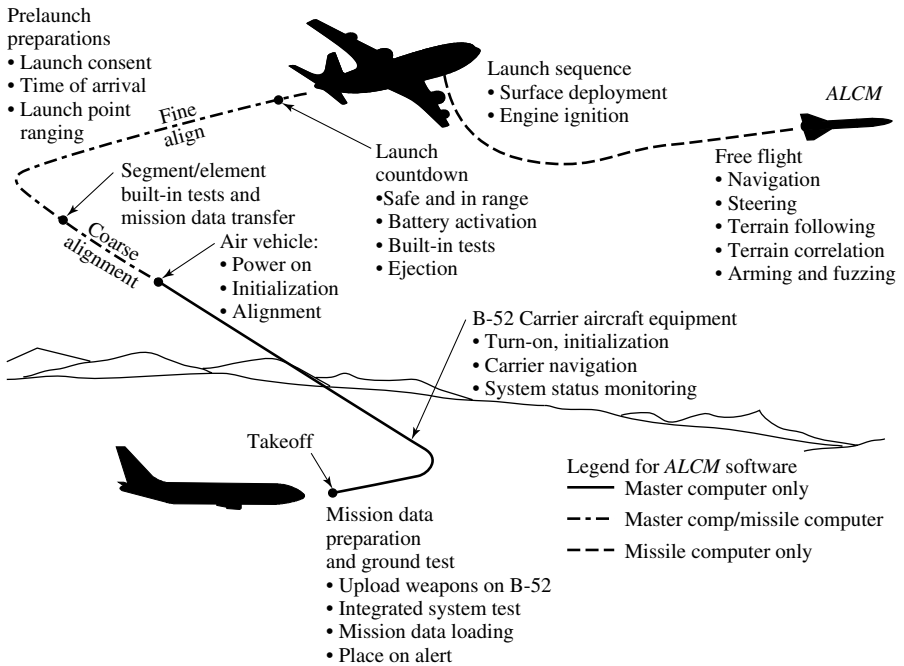 Prelaunch
preparations
• Launch consent
• Time of arrival
• Launch point
ranging
Fine
align
Launch sequence
• Surface deployment
• Engine ignition
ALCM
Segment/element
built-in tests and
mission data transfer
Launch
countdown
•Safe and in range
• Battery activation
• Built-in tests
• Ejection
Free flight
• Navigation
• Steering
• Terrain following
• Terrain correlation
• Arming and fuzzing
Coarse
alignment
Air vehicle:
• Power on
• Initialization
• Alignment
B-52 Carrier aircraft equipment
• Turn-on, initialization
• Carrier navigation
• System status monitoring
Takeoff
Mission data
preparation
and ground test
• Upload weapons on B-52
• Integrated system test
• Mission data loading
• Place on alert
Legend for ALCM software
Master computer only
Master comp/missile computer
Missile computer only